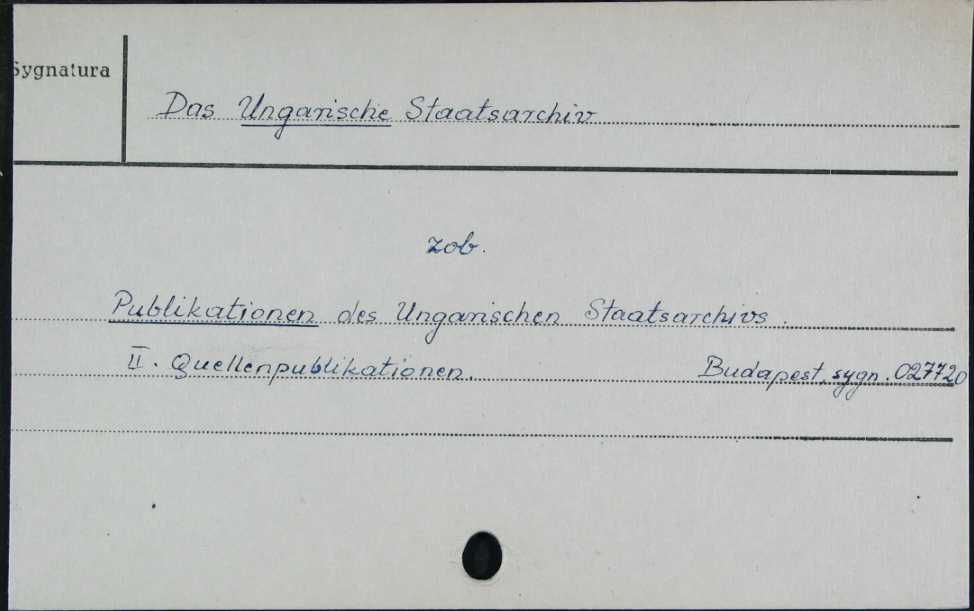 Sygnatura
Das Ungarische Staatsarchiv
zob.
Publikationen des Ungarischen Staatsarchivs.
II. Quellenpublikationen. Budapest, sygn. 027720